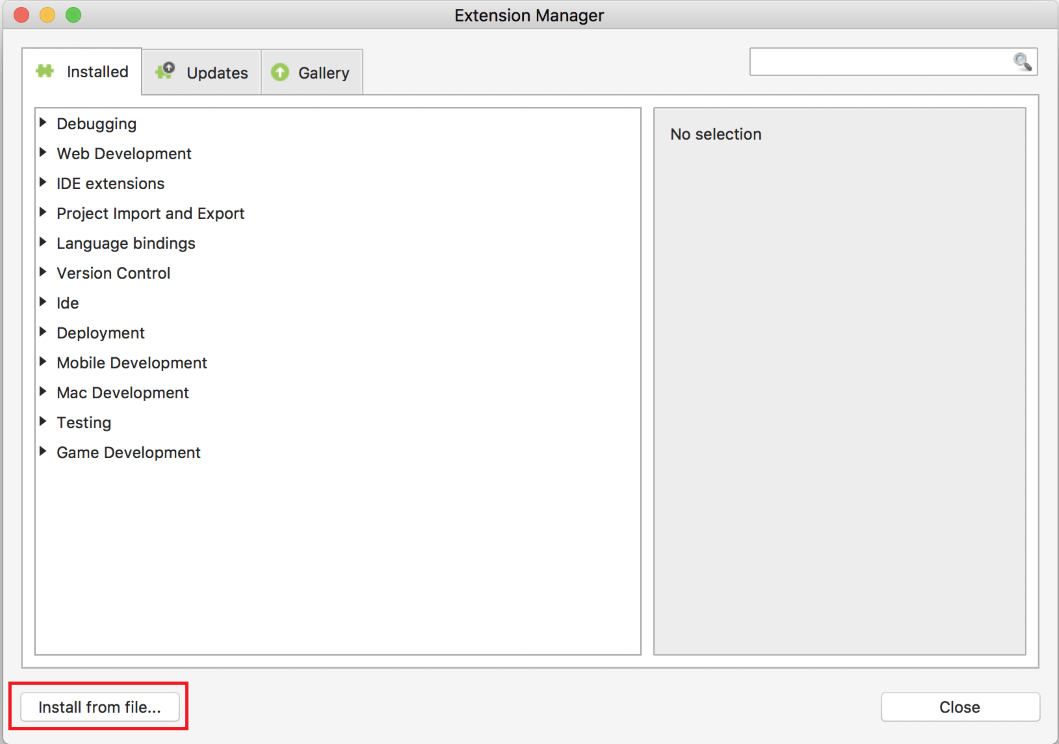 Extension Manager
Installed
Updates
Gallery
Debugging
Web Development
IDE extensions
Project Import and Export
Language bindings
Version Control
Ide
Deployment
Mobile Development
Mac Development
Testing
Game Development
No selection
Install from file...
Close